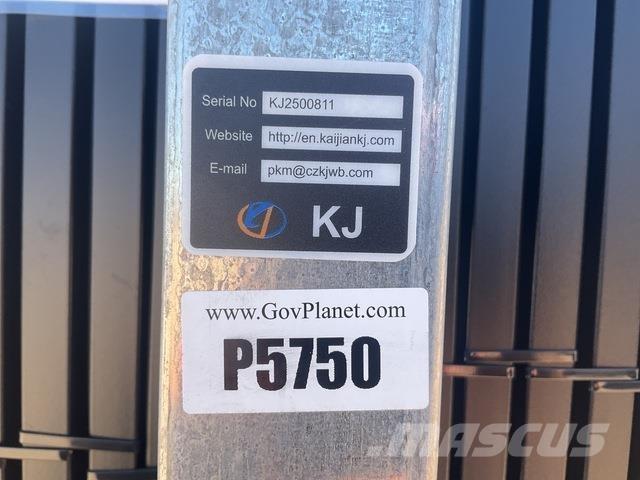 Serial No KJ2500811
Website http://en.kaijiankj.com
E-mail pkm@czkjwb.com
KJ
www.GovPlanet.com
P5750
MASCUS